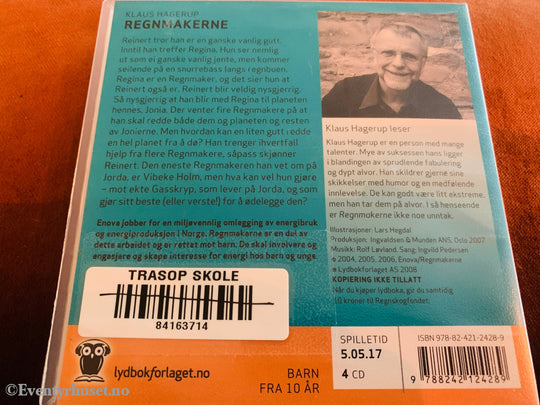 KLAUS HAGERUP
REGNMAKERNE
Reinert tror han er en ganske vanlig gutt.
Inntil han treffer Regina. Hun ser nemlig
ut som ei ganske vanlig jente, men kommer
seilende på en snurrebass langs regnbuen.
Regina er en Regnmaker, og det sier hun at
Reinert også er. Reinert blir veldig nysgjerrig.
Så nysgjerrig at han blir med Regina til planeten
hennes, Jonia. Der venter fire Regnmakere på at
han skal redde både dem og planeten og resten
av Jonierne. Men hvordan kan en liten gutt i edde
en hel planet fra å dø? Han trenger ihvertfall
hjelp fra flere Regnmakere, såpass skjønner
Reinert. Den eneste Regnmakeren han vet om på
Jorda, er Vibeke Holm, men hva kan vel hun gjøre
– mot ekte Gasskryp, som lever på Jorda, og som
gjør sitt beste (eller verste!) for å ødelegge den?
Enova jobber for en miljøvennlig omlegging av energibruk
og energiproduksjon i Norge. Regnmakerne er en del av
dette arbeidet og er rettet mot barn. De skal involvere og
engasjere og skape interesse for energi hos barn og unge.
TRASOP SKOLE
84163714
lydbokforlaget.no
BARN
FRA 10 ÅR
Klaus Hagerup leser
Klaus Hagerup er en person med mange
talenter. Mye av suksessen hans ligger
i blandingen av sprudlende fabulering
og dypt alvor. Han skildrer gjerne sine
skikkelser med humor og en medfølende
innlevelse. De kan godt være litt ekstreme,
men han tar dem på alvor. I så henseende
er Regnmakerne ikke noe unntak.
Illustrasjoner: Lars Hegdal
Produksjon: Ingvaldsen & Munden ANS, Oslo 2007
Musikk: Rolf Løvland. Sang: Ingvild Pedersen
© 2004, 2005, 2006, Enova/Regnmakerne
Lydbokforlaget AS 2008
KOPIERING IKKE TILLATT
Når du kjøper lydbok, gir du samtidig
10 kroner til Regnskogfondet.
SPILLETID
5.05.17
4 CD
ISBN 978-82-421-2428-9
9 788242 124289
© Eventyrhuset.no